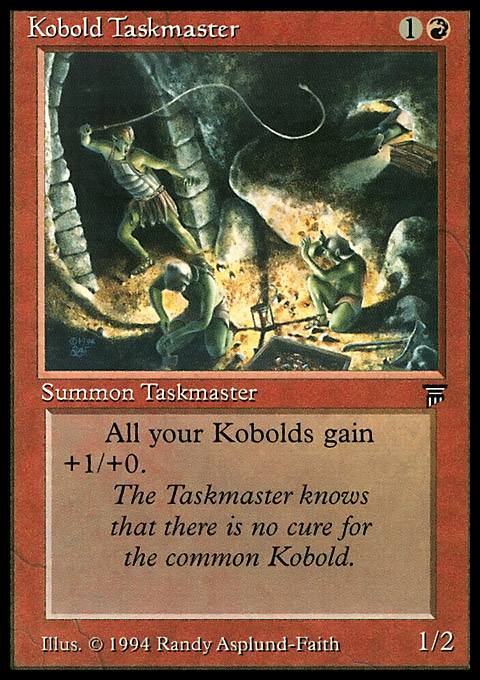 Kobold Taskmaster 1
Summon Taskmaster
All your Kobolds gain
+1/+0.
The Taskmaster knows
that there is no cure for
the common Kobold.
Illus. © 1994 Randy Asplund-Faith 1/2